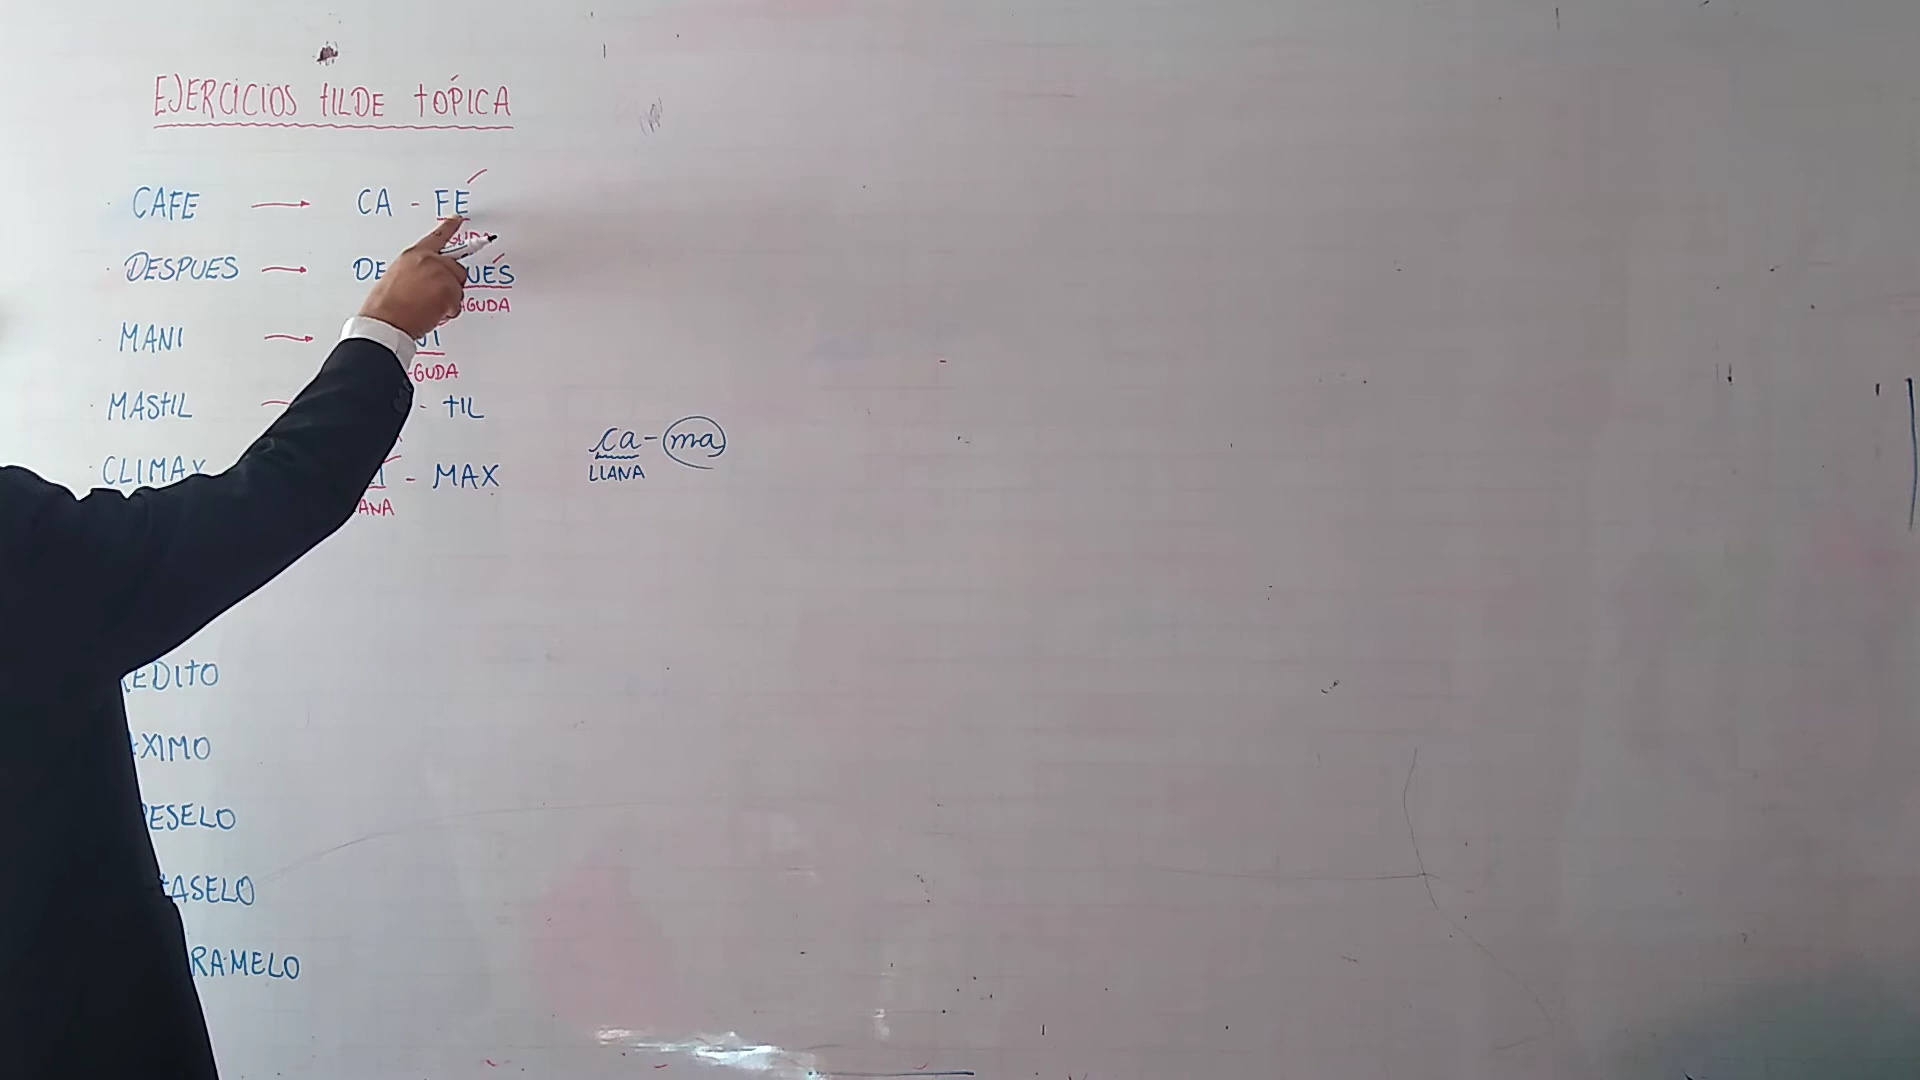 EJERCICIOS TILDE TÓPICA
CAFE → CA - FÉ
DESPUES → DE UÉS
AGUDA
MANI →
GUDA
MASTIL - TIL
CLIMAX - MAX
ANA
ca - ma
LLANA
EDITO
XIMO
ESELO
ASELO
RAMELO